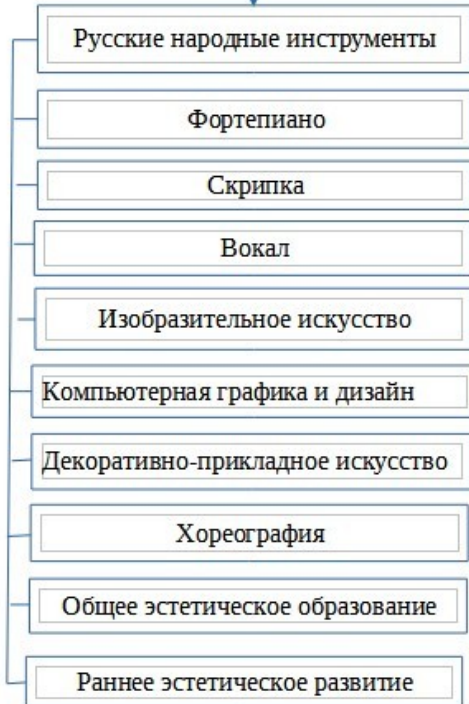 Русские народные инструменты
Фортепиано
Скрипка
Вокал
Изобразительное искусство
Компьютерная графика и дизайн
Декоративно-прикладное искусство
Хореография
Общее эстетическое образование
Раннее эстетическое развитие